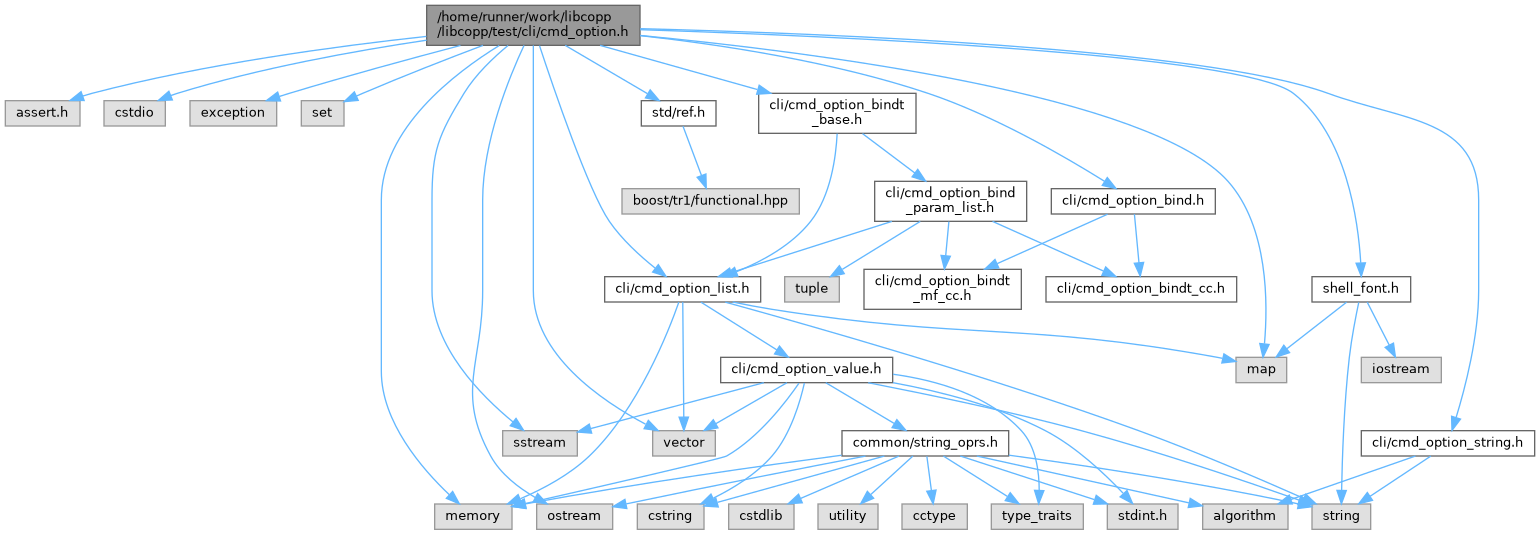 /home/runner/work/libcopp
/libcopp/test/cli/cmd_option.h
assert.h
cstdio
exception
set
std/ref.h
cli/cmd_option_bindt
_base.h
boost/tr1/functional.hpp
cli/cmd_option_bind
_param_list.h
cli/cmd_option_bind.h
cli/cmd_option_list.h
tuple
cli/cmd_option_bindt
_mf_cc.h
cli/cmd_option_bindt_cc.h
shell_font.h
cli/cmd_option_value.h
map
iostream
sstream
vector
common/string_oprs.h
cli/cmd_option_string.h
memory
ostream
cstring
cstdlib
utility
cctype
type_traits
stdint.h
algorithm
string